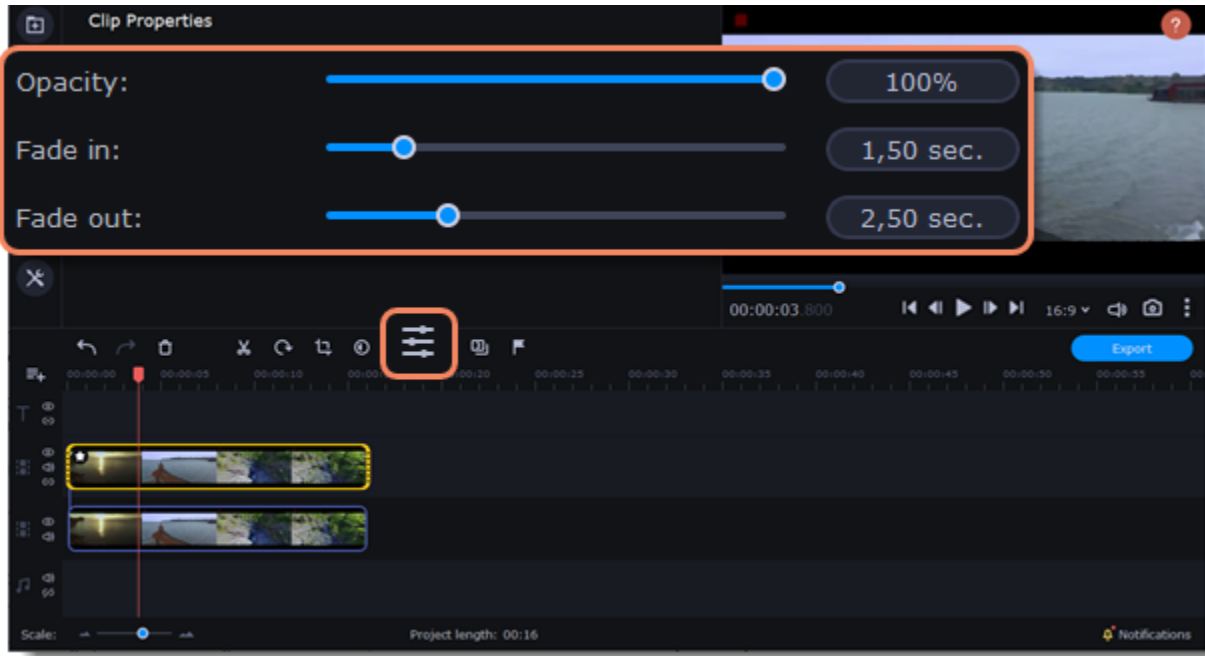 Clip Properties
?
Opacity:
100%
Fade in:
1,50 sec.
Fade out:
2,50 sec.
00:00:03.800
16:9
Export
00:00:00
00:00:05
00:00:10
00:00:20
00:00:25
00:00:30
00:00:35
00:00:40
00:00:45
00:00:50
00:00:55
T
Scale:
Project length: 00:16
Notifications